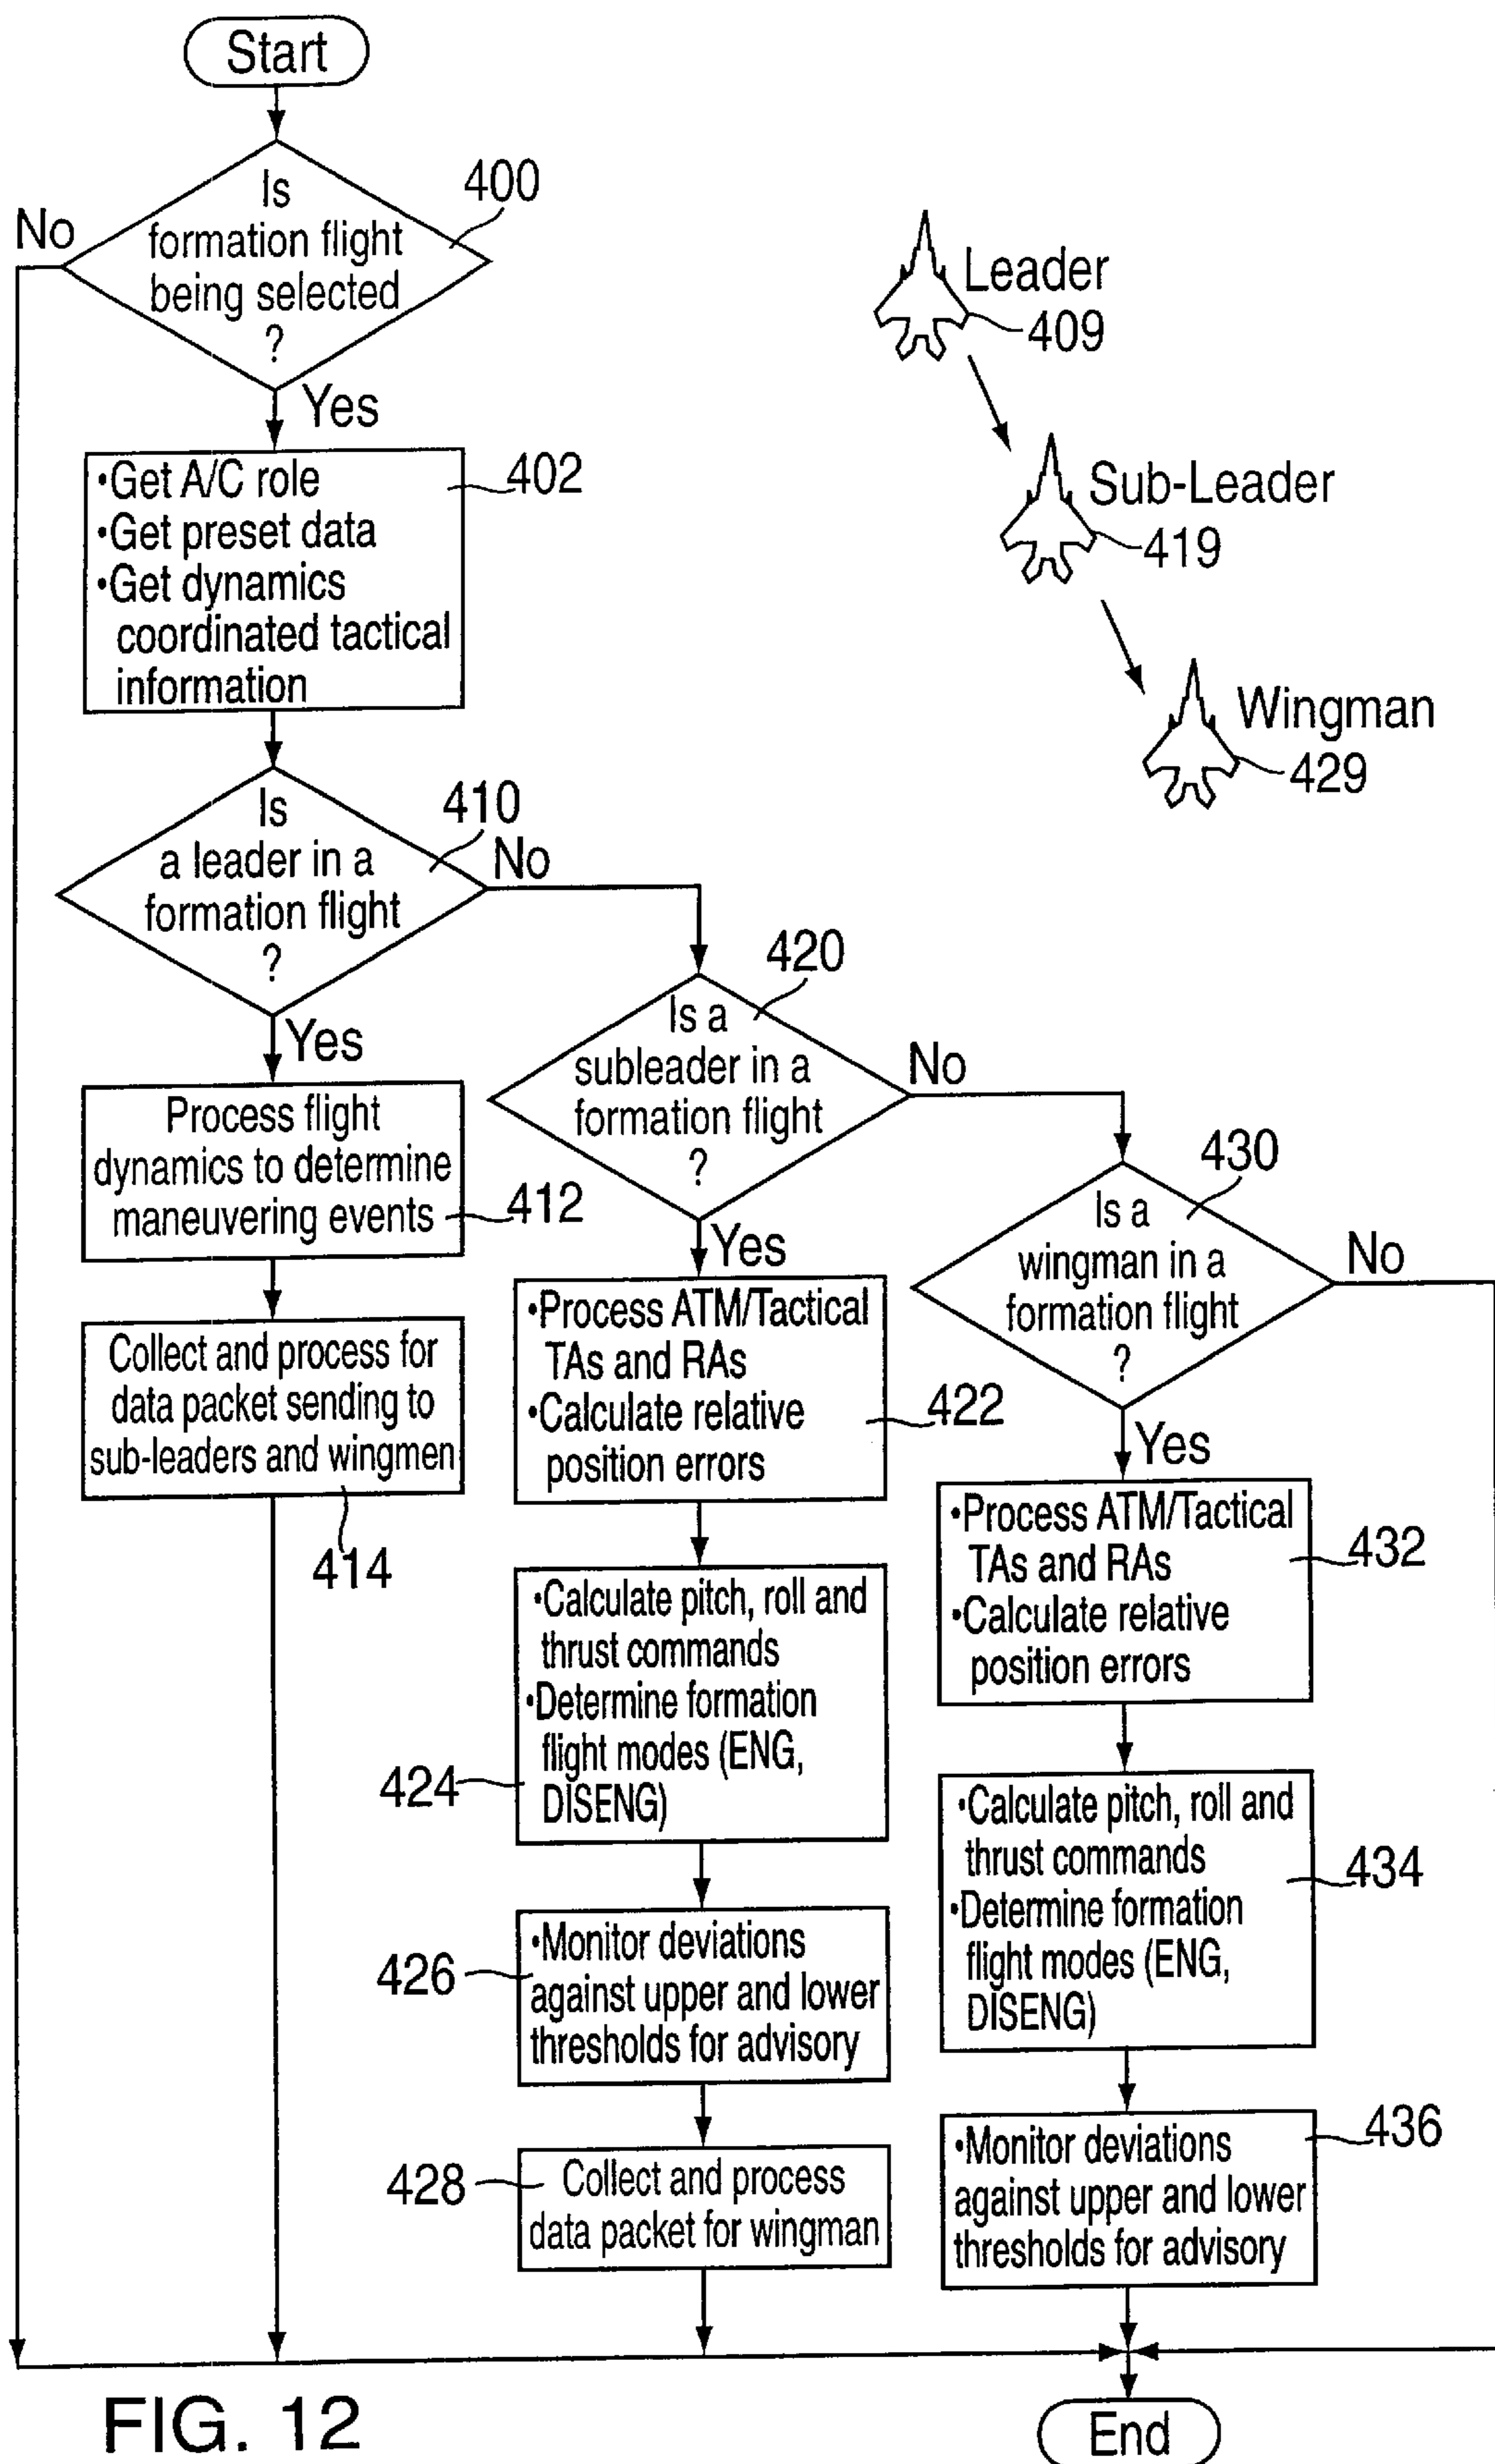 Start
Is
formation flight
being selected
?
400
No
Yes
•Get A/C role
•Get preset data
•Get dynamics
coordinated tactical
information
402
Leader
409
Sub-Leader
419
Wingman
429
Is
a leader in a
formation flight
?
410
No
Yes
Process flight
dynamics to determine
maneuvering events
412
Collect and process for
data packet sending to
sub-leaders and wingmen
414
Is a
subleader in a
formation flight
?
420
No
Yes
•Process ATM/Tactical
TAs and RAs
•Calculate relative
position errors
422
•Calculate pitch, roll and
thrust commands
•Determine formation
flight modes (ENG,
DISENG)
424
•Monitor deviations
against upper and lower
thresholds for advisory
426
Collect and process
data packet for wingman
428
Is a
wingman in a
formation flight
?
430
No
Yes
•Process ATM/Tactical
TAs and RAs
•Calculate relative
position errors
432
•Calculate pitch, roll and
thrust commands
•Determine formation
flight modes (ENG,
DISENG)
434
•Monitor deviations
against upper and lower
thresholds for advisory
436
End
FIG. 12